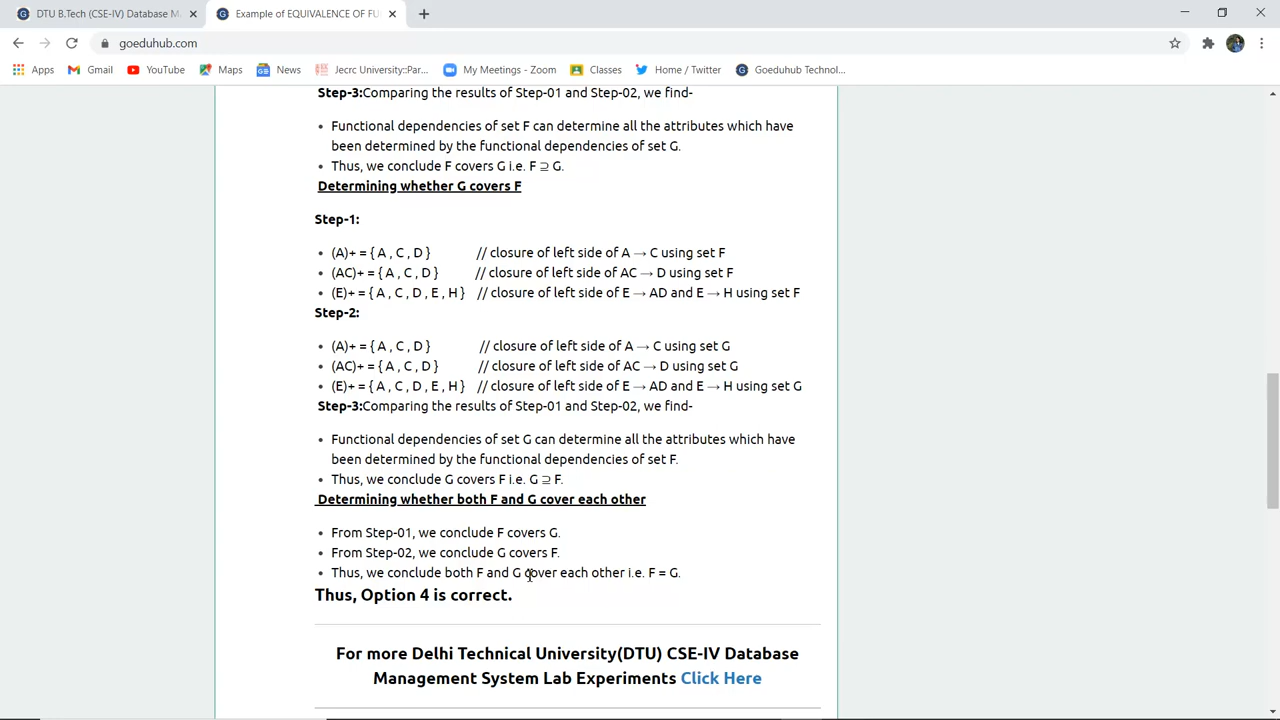 DTU B.Tech (CSE-IV) Database M
Example of EQUIVALENCE OF FU
goeduhub.com
Apps
Gmail
YouTube
Maps
News
Jecrc University::Par...
My Meetings - Zoom
Classes
Home / Twitter
Goeduhub Technol...
Step-3:Comparing the results of Step-01 and Step-02, we find-
• Functional dependencies of set F can determine all the attributes which have
been determined by the functional dependencies of set G.
• Thus, we conclude F covers G i.e. F ⊇ G.
Determining whether G covers F
Step-1:
• (A)+ = { A , C , D } // closure of left side of A → C using set F
• (AC)+ = { A , C , D } // closure of left side of AC → D using set F
• (E)+ = { A , C , D , E , H } // closure of left side of E → AD and E → H using set F
Step-2:
• (A)+ = { A , C , D } // closure of left side of A → C using set G
• (AC)+ = { A , C , D } // closure of left side of AC → D using set G
• (E)+ = { A , C , D , E , H } // closure of left side of E → AD and E → H using set G
Step-3:Comparing the results of Step-01 and Step-02, we find-
• Functional dependencies of set G can determine all the attributes which have
been determined by the functional dependencies of set F.
• Thus, we conclude G covers F i.e. G ⊇ F.
Determining whether both F and G cover each other
• From Step-01, we conclude F covers G.
• From Step-02, we conclude G covers F.
• Thus, we conclude both F and G cover each other i.e. F = G.
Thus, Option 4 is correct.
For more Delhi Technical University(DTU) CSE-IV Database
Management System Lab Experiments Click Here